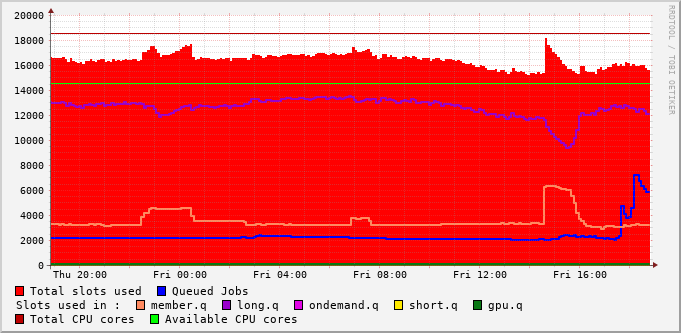 RRDTOOL / TOBI OETIKER
20000
18000
16000
14000
12000
10000
8000
6000
4000
2000
0
Thu 20:00 Fri 00:00 Fri 04:00 Fri 08:00 Fri 12:00 Fri 16:00
Total slots used Queued Jobs
Slots used in : member.q long.q ondemand.q short.q gpu.q
Total CPU cores Available CPU cores